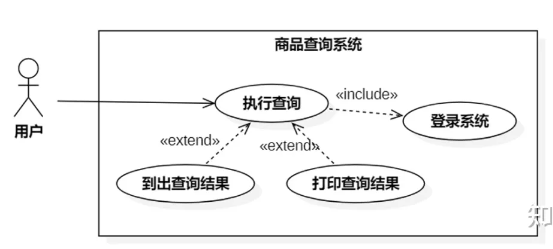 商品查询系统
用户
执行查询
«include»
登录系统
«extend»
«extend»
到出查询结果
打印查询结果
知